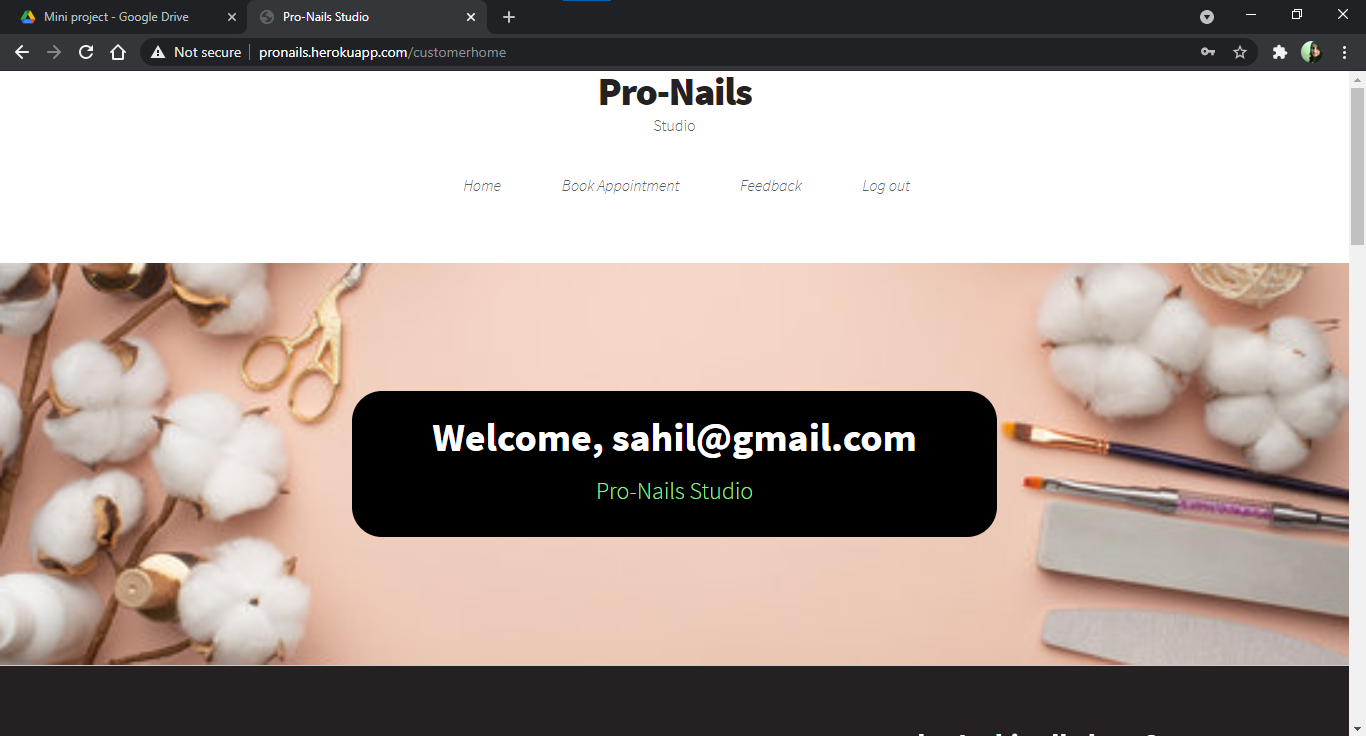 Mini project - Google Drive
Pro-Nails Studio
Not secure
pronails.herokuapp.com/customerhome
Pro-Nails
Studio
Home Book Appointment Feedback Log out
Welcome, sahil@gmail.com
Pro-Nails Studio